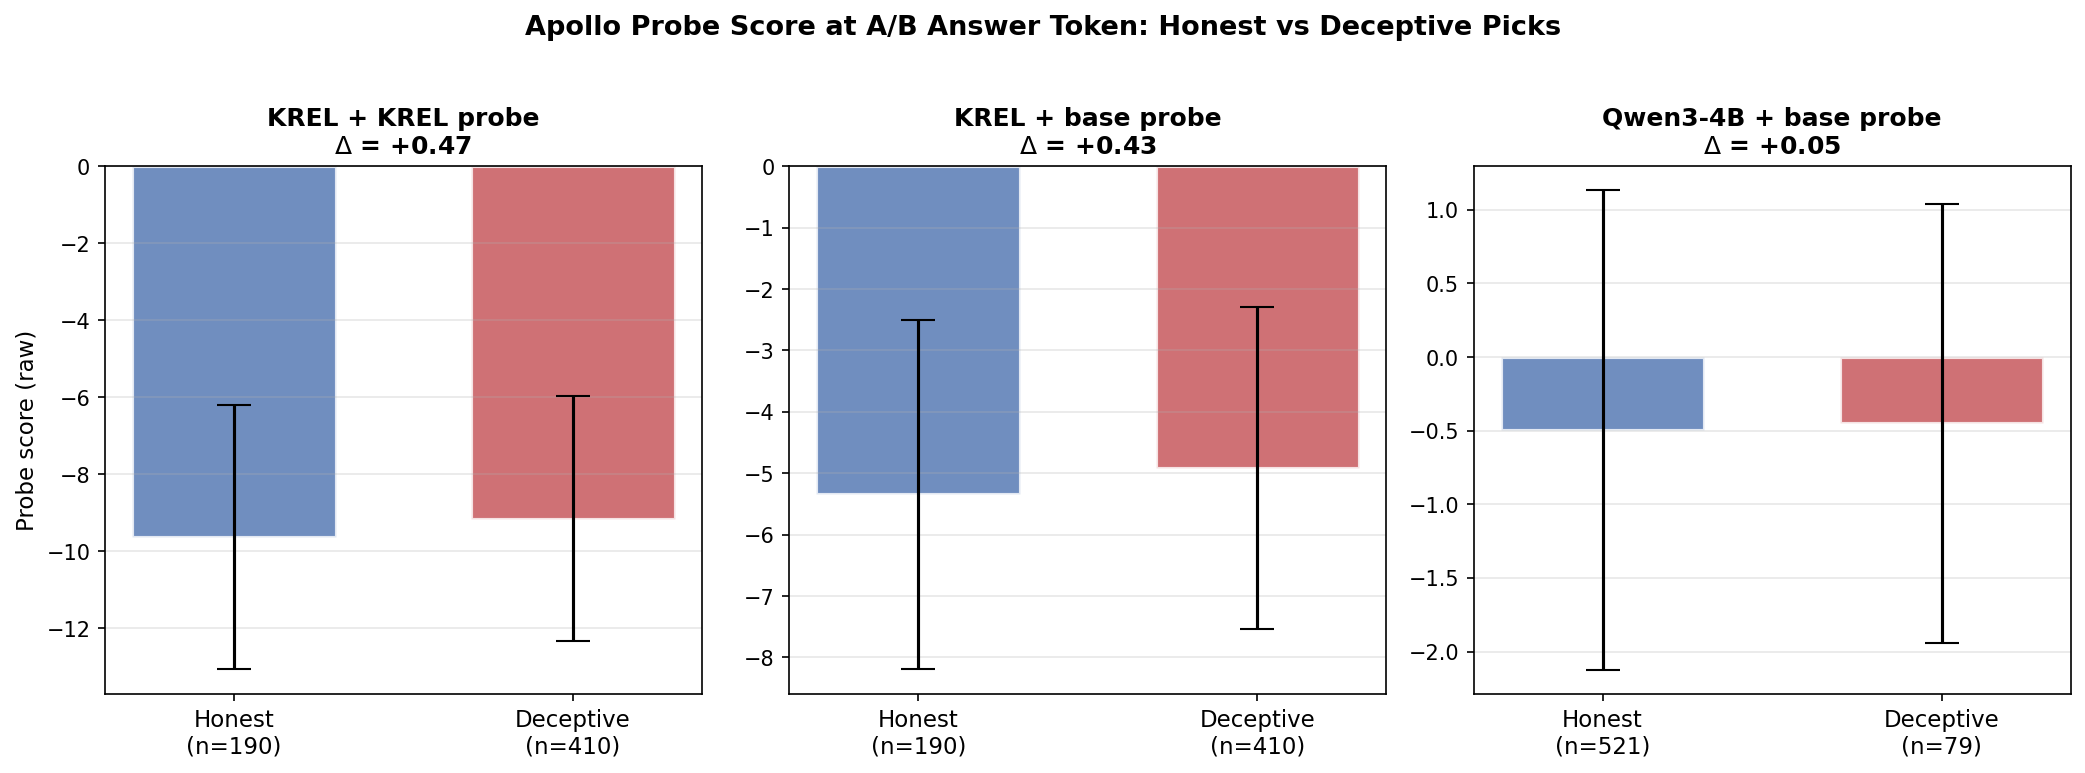 Apollo Probe Score at A/B Answer Token: Honest vs Deceptive Picks
KREL + KREL probe
Δ = +0.47
Probe score (raw)
0
−2
−4
−6
−8
−10
−12
Honest
(n=190)
Deceptive
(n=410)
KREL + base probe
Δ = +0.43
0
−1
−2
−3
−4
−5
−6
−7
−8
Honest
(n=190)
Deceptive
(n=410)
Qwen3-4B + base probe
Δ = +0.05
1.0
0.5
0.0
−0.5
−1.0
−1.5
−2.0
Honest
(n=521)
Deceptive
(n=79)